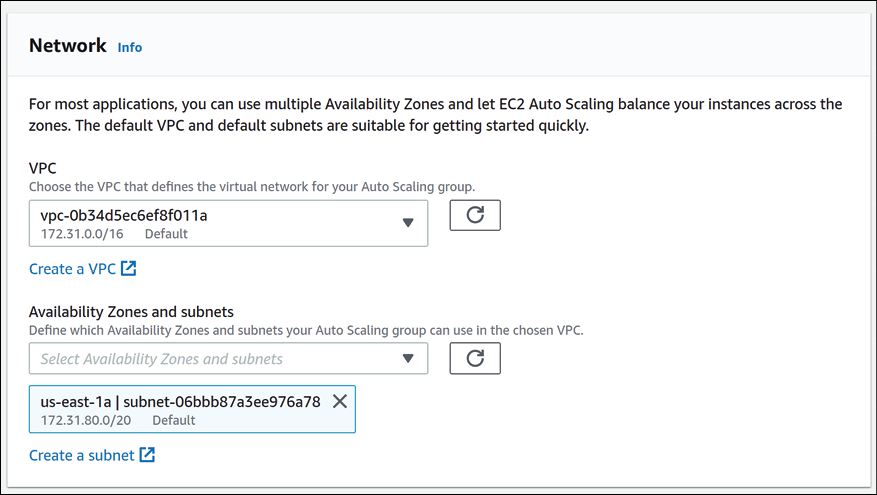 Network Info
For most applications, you can use multiple Availability Zones and let EC2 Auto Scaling balance your instances across the
zones. The default VPC and default subnets are suitable for getting started quickly.
VPC
Choose the VPC that defines the virtual network for your Auto Scaling group.
vpc-0b34d5ec6ef8f011a
172.31.0.0/16 Default
Create a VPC
Availability Zones and subnets
Define which Availability Zones and subnets your Auto Scaling group can use in the chosen VPC.
Select Availability Zones and subnets
us-east-1a | subnet-06bbb87a3ee976a78
172.31.80.0/20 Default
Create a subnet